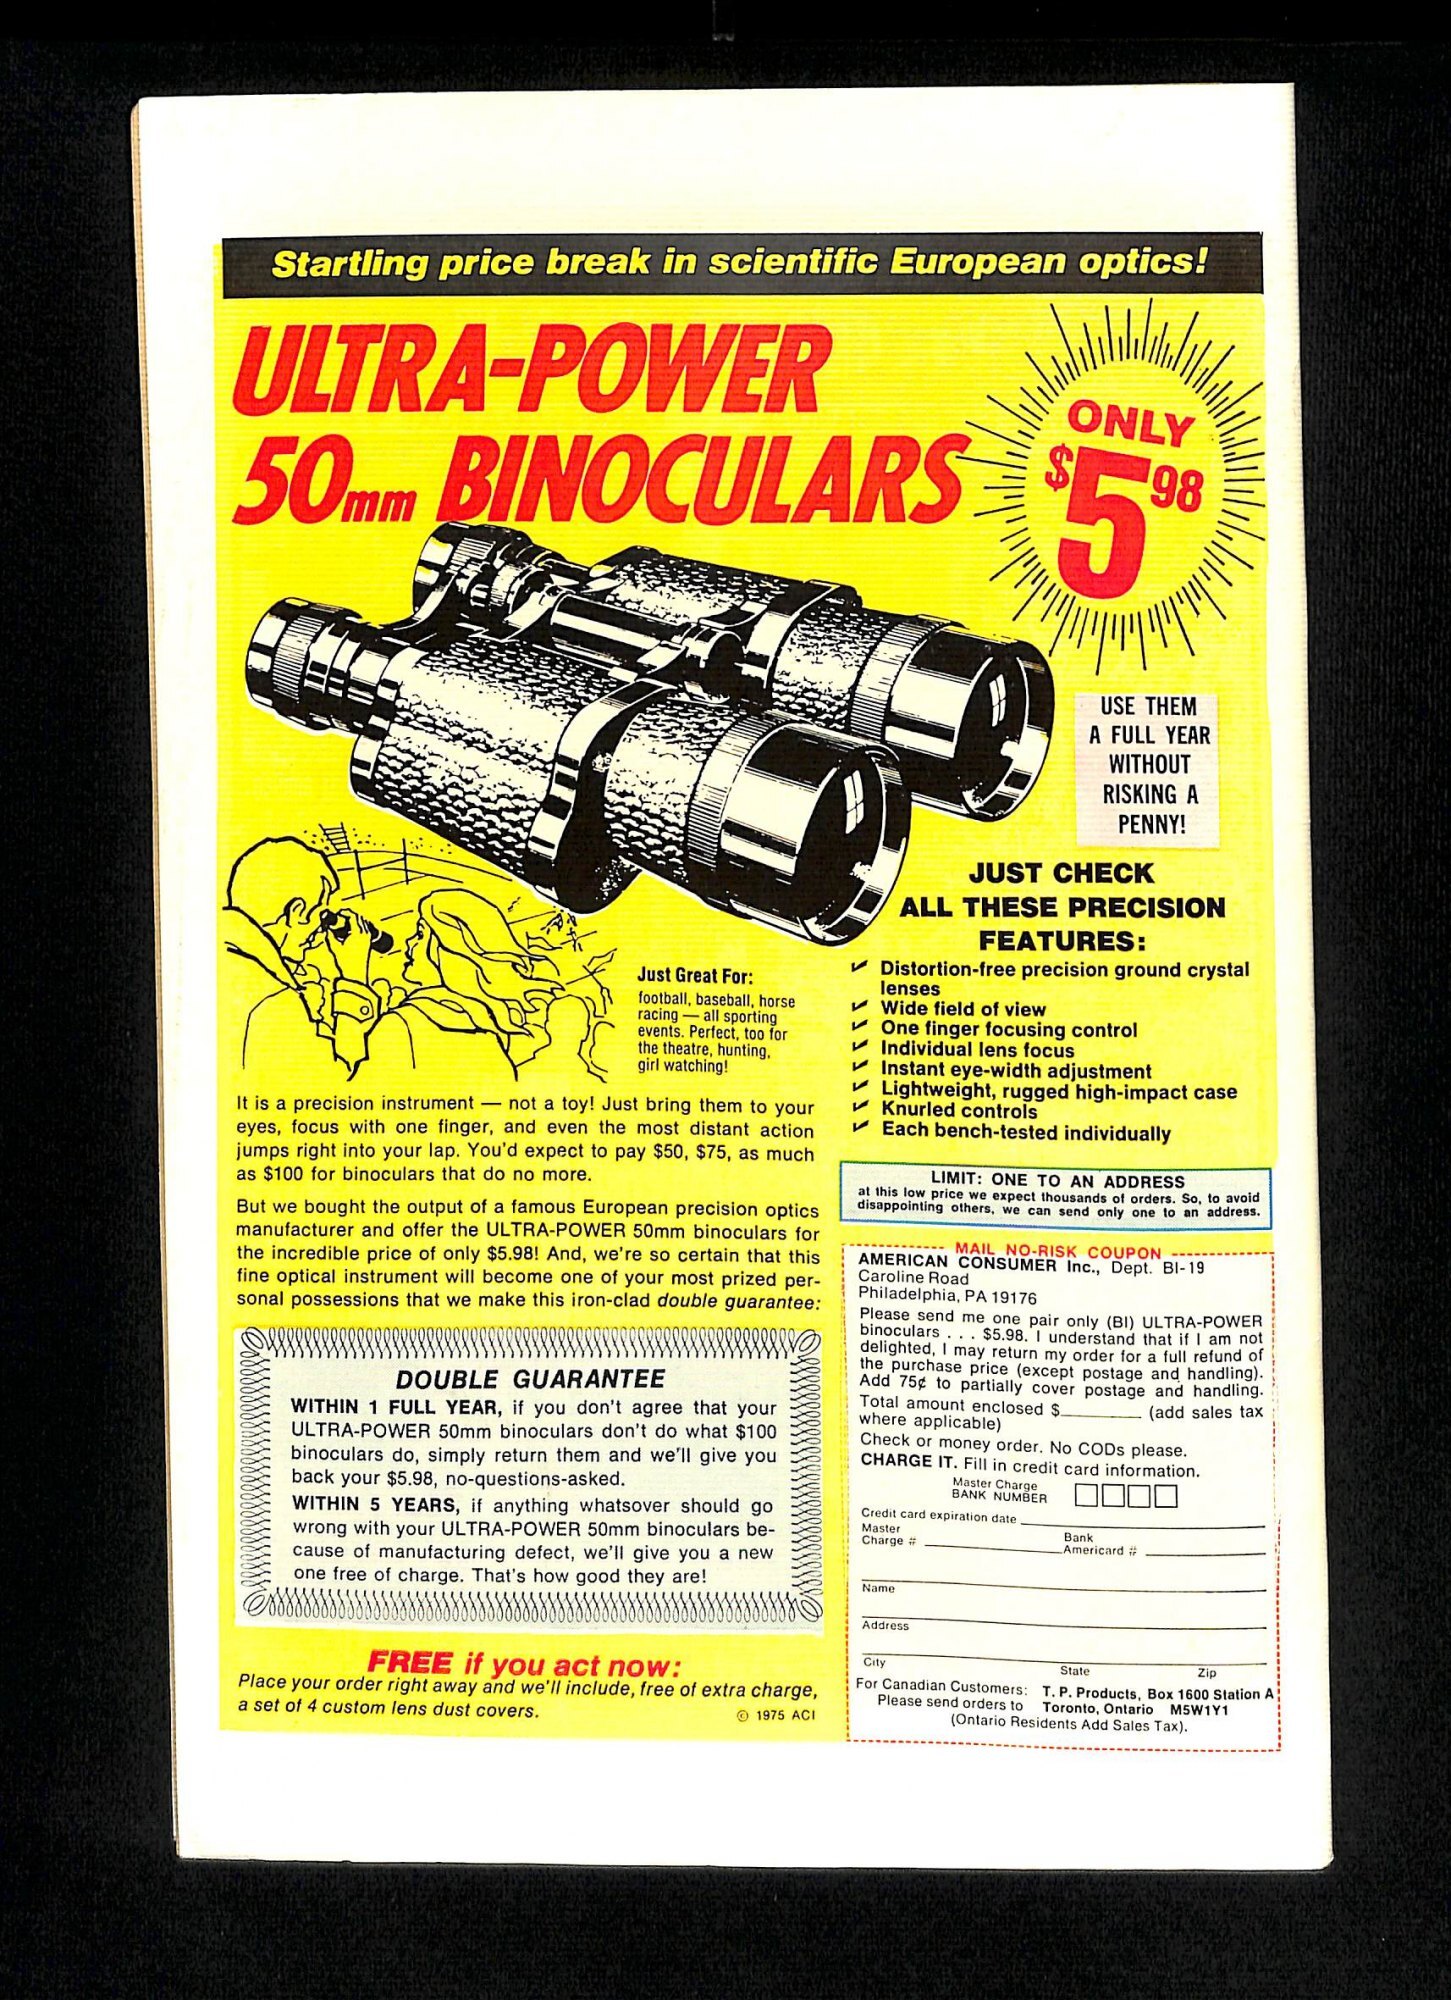 Startling price break in scientific European optics!
ULTRA-POWER
50mm BINOCULARS
ONLY
$5.98
USE THEM
A FULL YEAR
WITHOUT
RISKING A
PENNY!
JUST CHECK
ALL THESE PRECISION
FEATURES:
Distortion-free precision ground crystal
lenses
Wide field of view
One finger focusing control
Individual lens focus
Instant eye-width adjustment
Lightweight, rugged high-impact case
Knurled controls
Each bench-tested individually
Just Great For:
football, baseball, horse
racing — all sporting
events. Perfect, too for
the theatre, hunting,
girl watching!
It is a precision instrument — not a toy! Just bring them to your
eyes, focus with one finger, and even the most distant action
jumps right into your lap. You'd expect to pay $50, $75, as much
as $100 for binoculars that do no more.
But we bought the output of a famous European precision optics
manufacturer and offer the ULTRA-POWER 50mm binoculars for
the incredible price of only $5.98! And, we're so certain that this
fine optical instrument will become one of your most prized per-
sonal possessions that we make this iron-clad double guarantee:
DOUBLE GUARANTEE
WITHIN 1 FULL YEAR, if you don't agree that your
ULTRA-POWER 50mm binoculars don't do what $100
binoculars do, simply return them and we'll give you
back your $5.98, no-questions-asked.
WITHIN 5 YEARS, if anything whatsover should go
wrong with your ULTRA-POWER 50mm binoculars be-
cause of manufacturing defect, we'll give you a new
one free of charge. That's how good they are!
FREE if you act now:
Place your order right away and we'll include, free of extra charge,
a set of 4 custom lens dust covers.
© 1975 ACI
LIMIT: ONE TO AN ADDRESS
at this low price we expect thousands of orders. So, to avoid
disappointing others, we can send only one to an address.
MAIL NO-RISK COUPON
AMERICAN CONSUMER Inc., Dept. BI-19
Caroline Road
Philadelphia, PA 19176
Please send me one pair only (BI) ULTRA-POWER
binoculars . . . $5.98. I understand that if I am not
delighted, I may return my order for a full refund of
the purchase price (except postage and handling).
Add 75¢ to partially cover postage and handling.
Total amount enclosed $________ (add sales tax
where applicable)
Check or money order. No CODs please.
CHARGE IT. Fill in credit card information.
Master Charge
BANK NUMBER
Credit card expiration date
Master
Charge #
Bank
Americard #
Name
Address
City State Zip
For Canadian Customers: T. P. Products, Box 1600 Station A
Please send orders to Toronto, Ontario M5W1Y1
(Ontario Residents Add Sales Tax).